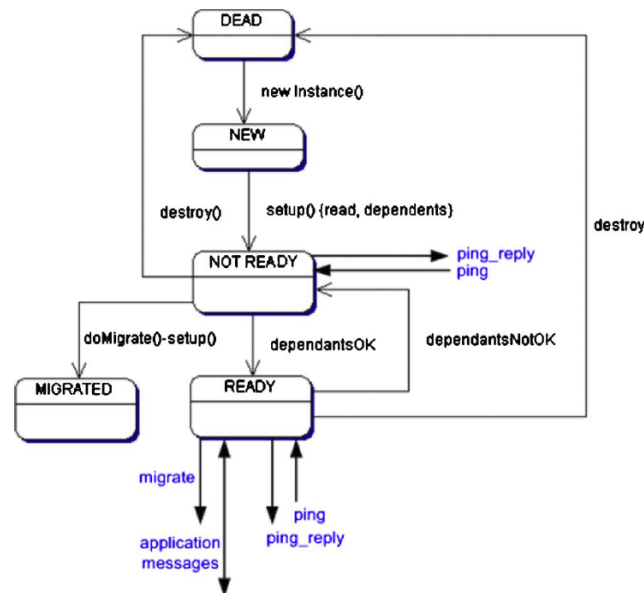 DEAD
new Instance()
NEW
destroy()
setup() {read, dependents}
destroy
NOT READY
ping_reply
ping
doMigrate()-setup()
dependantsOK
dependantsNotOK
MIGRATED
READY
migrate
ping
ping_reply
application
messages